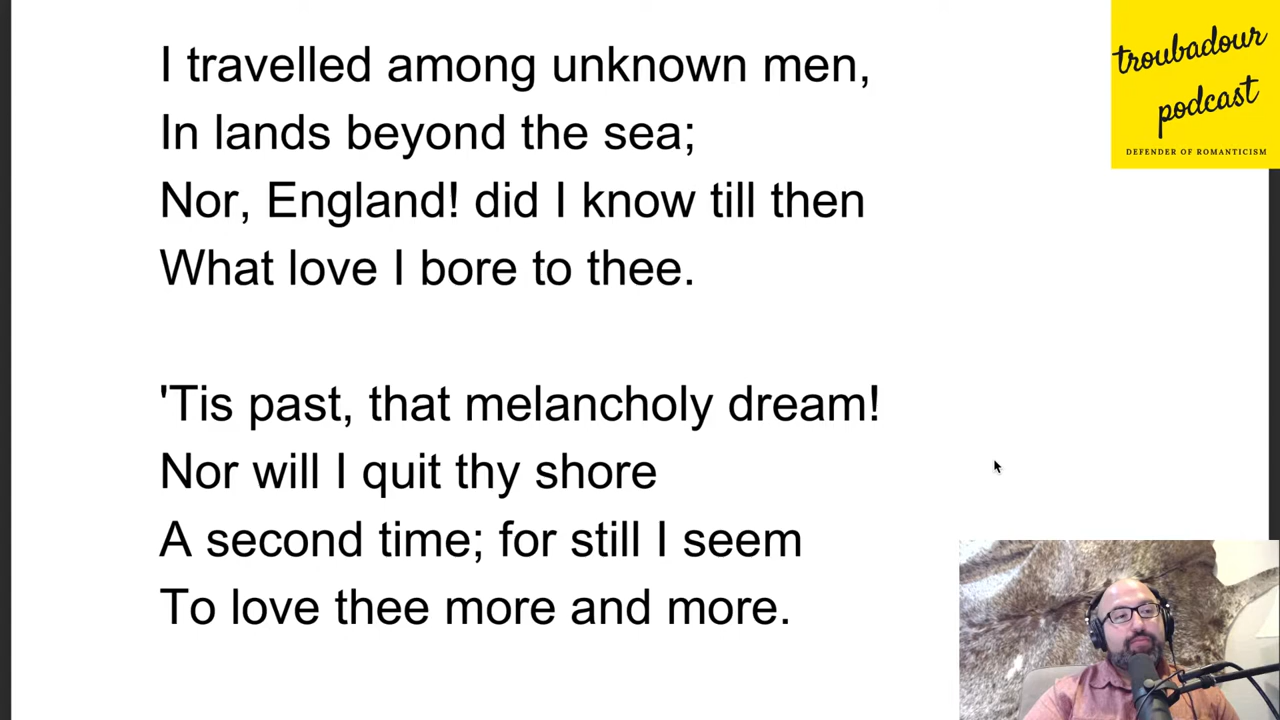 I travelled among unknown men,
In lands beyond the sea;
Nor, England! did I know till then
What love I bore to thee.
'Tis past, that melancholy dream!
Nor will I quit thy shore
A second time; for still I seem
To love thee more and more.
troubadour
podcast
DEFENDER OF ROMANTICISM